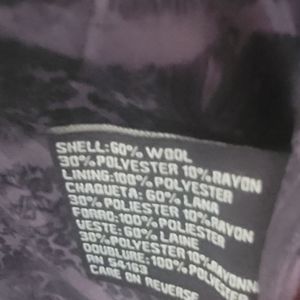 SHELL: 60% WOOL
30% POLYESTER 10% RAYON
LINING: 100% POLYESTER
CHAQUETA: 60% LANA
30% POLIESTER 10% RAYON
FORRO: 100% POLIESTER
VESTE: 60% LAINE
30% POLYESTER 10% RAYONNE
DOUBLURE: 100% POLYESTER
RN 54163
CARE ON REVERSE